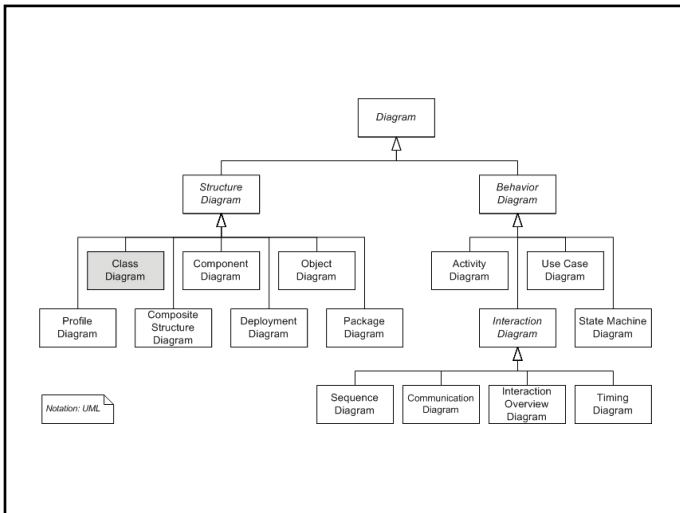 Diagram
Structure
Diagram
Behavior
Diagram
Class
Diagram
Component
Diagram
Object
Diagram
Activity
Diagram
Use Case
Diagram
Profile
Diagram
Composite
Structure
Diagram
Deployment
Diagram
Package
Diagram
Interaction
Diagram
State Machine
Diagram
Sequence
Diagram
Communication
Diagram
Interaction
Overview
Diagram
Timing
Diagram
Notation: UML